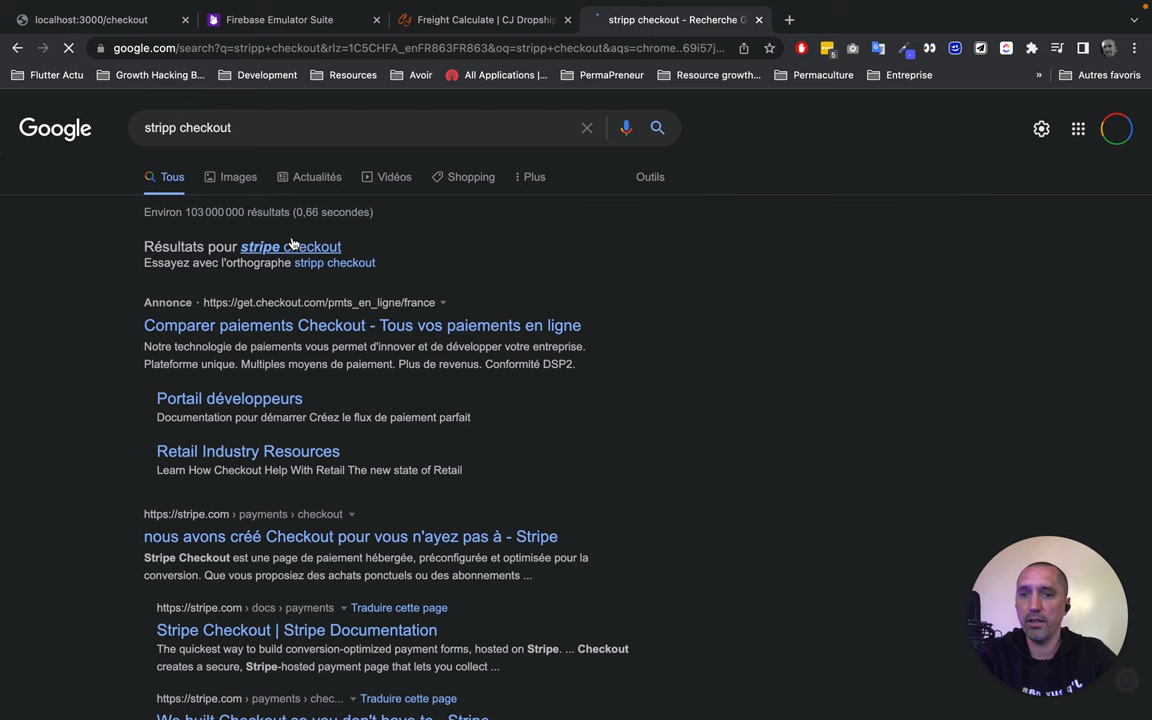 localhost:3000/checkout
Firebase Emulator Suite
Freight Calculate | CJ Dropship
stripp checkout - Recherche G
google.com/search?q=stripp+checkout&rlz=1C5CHFA_enFR863FR863&oq=stripp+checkout&aqs=chrome..69i57j...
Flutter Actu
Growth Hacking B...
Development
Resources
Avoir
All Applications |...
PermaPreneur
Resource growth...
Permaculture
Entreprise
»
Autres favoris
Google
stripp checkout
Tous
Images
Actualités
Vidéos
Shopping
Plus
Outils
Environ 103 000 000 résultats (0,66 secondes)
Résultats pour stripe checkout
Essayez avec l'orthographe stripp checkout
Annonce · https://get.checkout.com/pmts_en_ligne/france
Comparer paiements Checkout - Tous vos paiements en ligne
Notre technologie de paiements vous permet d'innover et de développer votre entreprise.
Plateforme unique. Multiples moyens de paiement. Plus de revenus. Conformité DSP2.
Portail développeurs
Documentation pour démarrer Créez le flux de paiement parfait
Retail Industry Resources
Learn How Checkout Help With Retail The new state of Retail
https://stripe.com › payments › checkout
nous avons créé Checkout pour vous n'ayez pas à - Stripe
Stripe Checkout est une page de paiement hébergée, préconfigurée et optimisée pour la
conversion. Que vous proposiez des achats ponctuels ou des abonnements ...
https://stripe.com › docs › payments Traduire cette page
Stripe Checkout | Stripe Documentation
The quickest way to build conversion-optimized payment forms, hosted on Stripe. ... Checkout
creates a secure, Stripe-hosted payment page that lets you collect ...
https://stripe.com › payments › chec... Traduire cette page
We built Checkout so you don't have to - Stripe